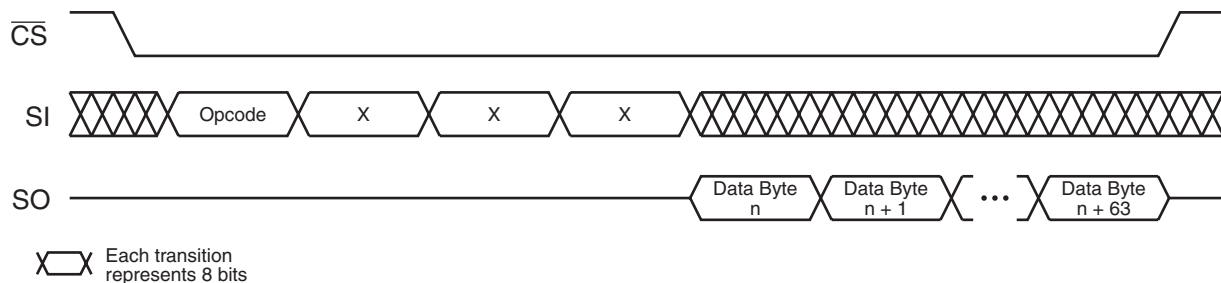 CS
SI
Opcode X X X
SO
Data Byte
n
Data Byte
n + 1
•••
Data Byte
n + 63
Each transition
represents 8 bits